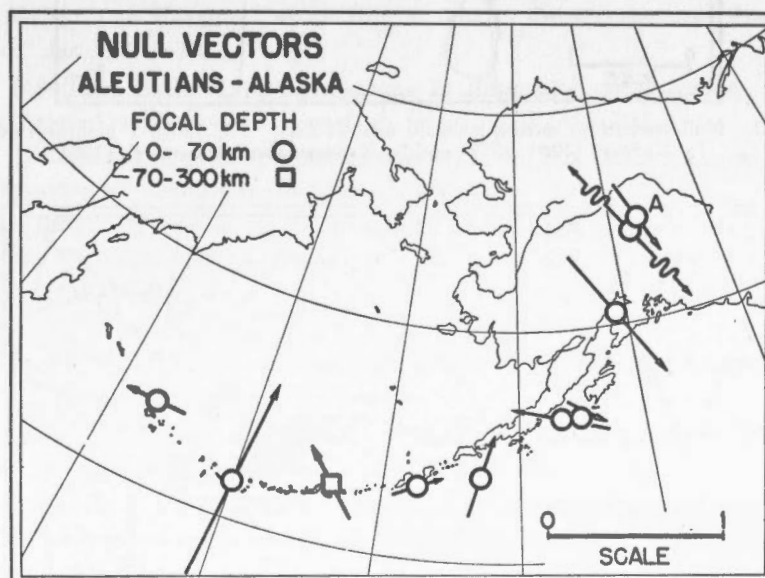 NULL VECTORS
ALEUTIANS - ALASKA
FOCAL DEPTH
0 - 70 km
70-300 km
A
0 1
SCALE